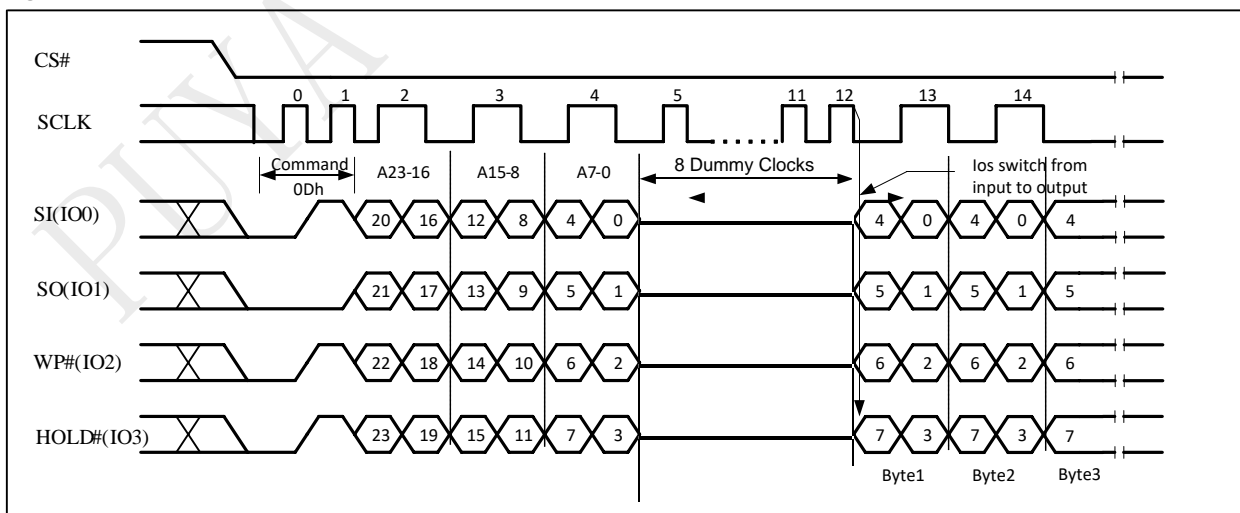 PUYA
CS#
0 1 2 3 4 5 11 12 13 14
SCLK
Command A23-16 A15-8 A7-0 8 Dummy Clocks Ios switch from
0Dh input to output
SI(IO0) 20 16 12 8 4 0 4 0 4 0 4
SO(IO1) 21 17 13 9 5 1 5 1 5 1 5
WP#(IO2) 22 18 14 10 6 2 6 2 6 2 6
HOLD#(IO3) 23 19 15 11 7 3 7 3 7 3 7
Byte1 Byte2 Byte3